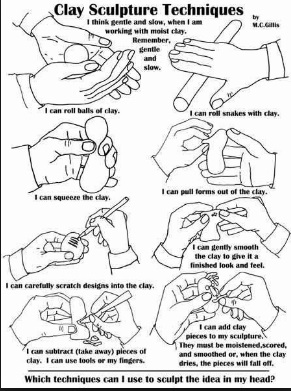 Clay Sculpture Techniques
by
M.C.Gillis
I think gentle and slow, when I am
working with moist clay.
Remember,
gentle
and
slow.
I can roll balls of clay.
I can roll snakes with clay.
I can squeeze the clay.
I can pull forms out of the clay.
I can carefully scratch designs into the clay.
I can gently smooth
the clay to give it a
finished look and feel.
I can subtract (take away) pieces of
clay. I can use tools or my fingers.
I can add clay
pieces to my sculpture.
They must be moistened,scored,
and smoothed or, when the clay
dries, the pieces will fall off.
Which techniques can I use to sculpt the idea in my head?